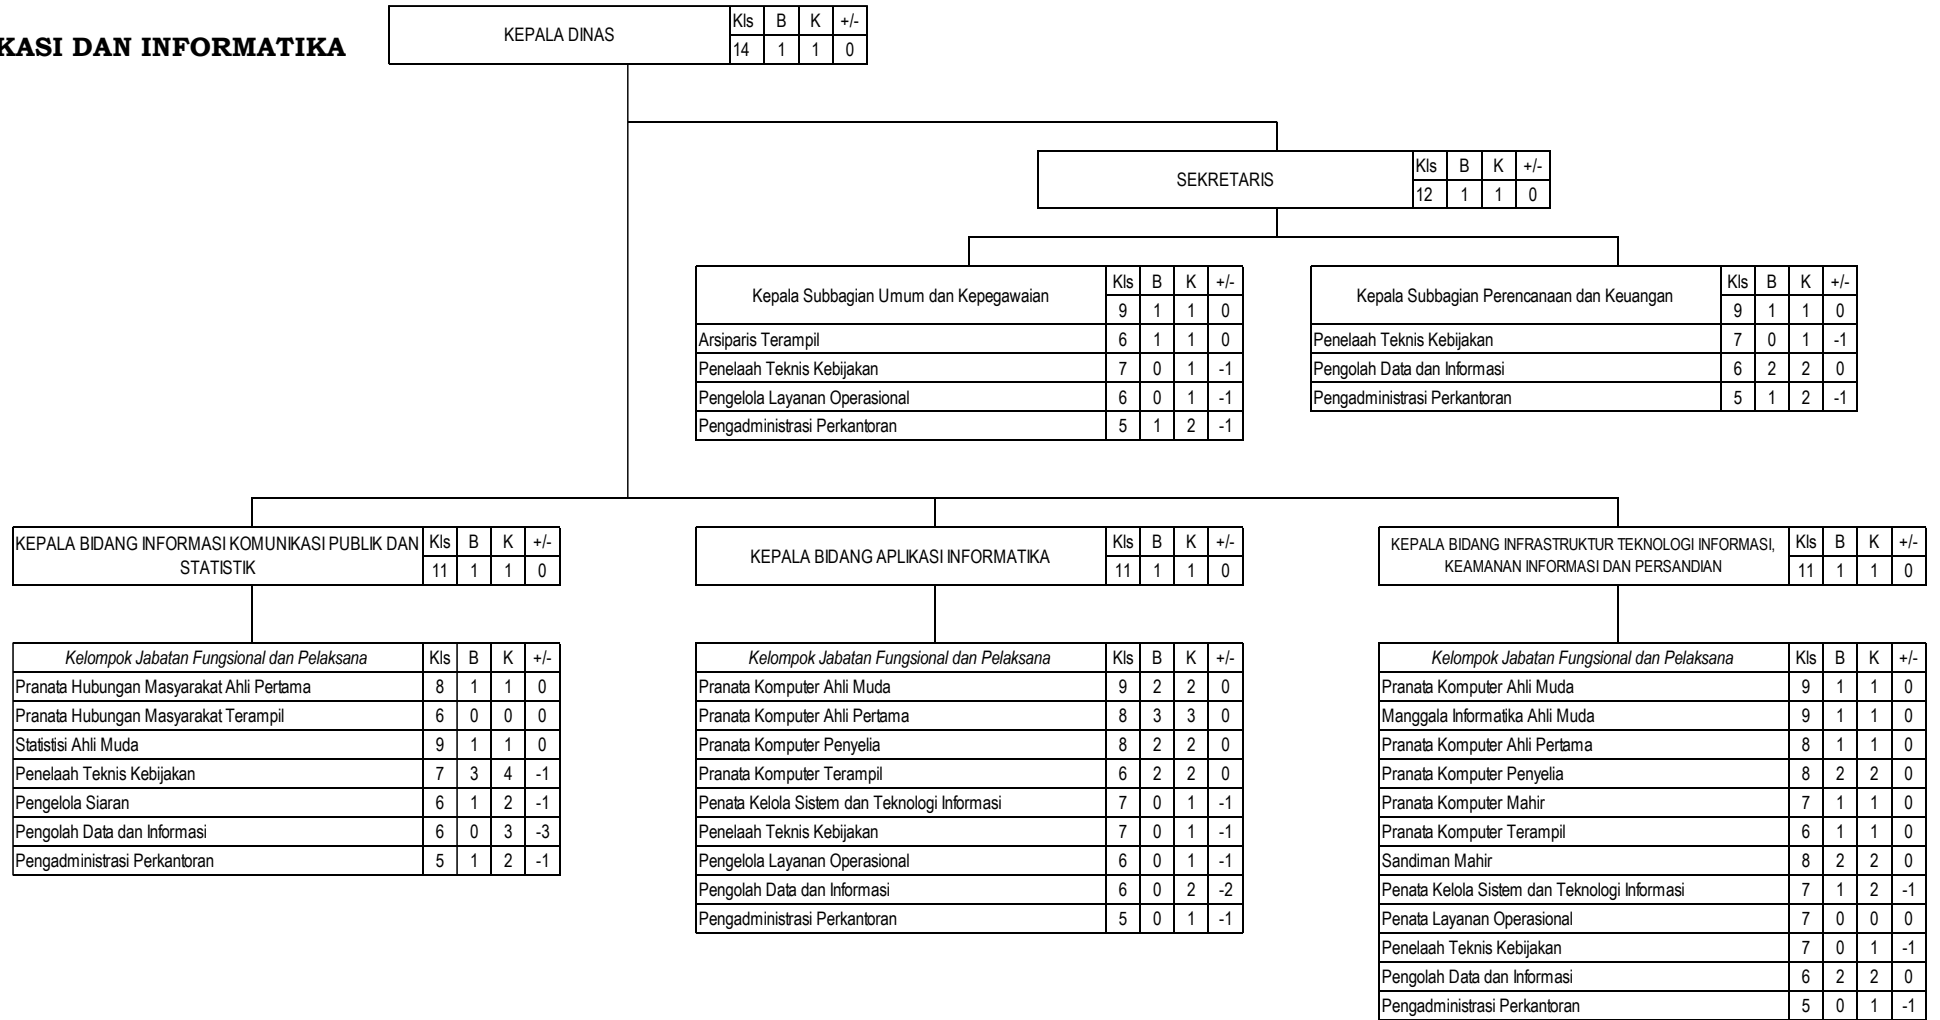 KASI DAN INFORMATIKA
KEPALA DINAS Kls B K +/-
14 1 1 0
SEKRETARIS Kls B K +/-
12 1 1 0
Kepala Subbagian Umum dan Kepegawaian Kls B K +/-
9 1 1 0
Arsiparis Terampil 6 1 1 0
Penelaah Teknis Kebijakan 7 0 1 -1
Pengelola Layanan Operasional 6 0 1 -1
Pengadministrasi Perkantoran 5 1 2 -1
Kepala Subbagian Perencanaan dan Keuangan Kls B K +/-
9 1 1 0
Penelaah Teknis Kebijakan 7 0 1 -1
Pengolah Data dan Informasi 6 2 2 0
Pengadministrasi Perkantoran 5 1 2 -1
KEPALA BIDANG INFORMASI KOMUNIKASI PUBLIK DAN Kls B K +/-
STATISTIK 11 1 1 0
Kelompok Jabatan Fungsional dan Pelaksana Kls B K +/-
Pranata Hubungan Masyarakat Ahli Pertama 8 1 1 0
Pranata Hubungan Masyarakat Terampil 6 0 0 0
Statistisi Ahli Muda 9 1 1 0
Penelaah Teknis Kebijakan 7 3 4 -1
Pengelola Siaran 6 1 2 -1
Pengolah Data dan Informasi 6 0 3 -3
Pengadministrasi Perkantoran 5 1 2 -1
KEPALA BIDANG APLIKASI INFORMATIKA Kls B K +/-
11 1 1 0
Kelompok Jabatan Fungsional dan Pelaksana Kls B K +/-
Pranata Komputer Ahli Muda 9 2 2 0
Pranata Komputer Ahli Pertama 8 3 3 0
Pranata Komputer Penyelia 8 2 2 0
Pranata Komputer Terampil 6 2 2 0
Penata Kelola Sistem dan Teknologi Informasi 7 0 1 -1
Penelaah Teknis Kebijakan 7 0 1 -1
Pengelola Layanan Operasional 6 0 1 -1
Pengolah Data dan Informasi 6 0 2 -2
Pengadministrasi Perkantoran 5 0 1 -1
KEPALA BIDANG INFRASTRUKTUR TEKNOLOGI INFORMASI, Kls B K +/-
KEAMANAN INFORMASI DAN PERSANDIAN 11 1 1 0
Kelompok Jabatan Fungsional dan Pelaksana Kls B K +/-
Pranata Komputer Ahli Muda 9 1 1 0
Manggala Informatika Ahli Muda 9 1 1 0
Pranata Komputer Ahli Pertama 8 1 1 0
Pranata Komputer Penyelia 8 2 2 0
Pranata Komputer Mahir 7 1 1 0
Pranata Komputer Terampil 6 1 1 0
Sandiman Mahir 8 2 2 0
Penata Kelola Sistem dan Teknologi Informasi 7 1 2 -1
Penata Layanan Operasional 7 0 0 0
Penelaah Teknis Kebijakan 7 0 1 -1
Pengolah Data dan Informasi 6 2 2 0
Pengadministrasi Perkantoran 5 0 1 -1